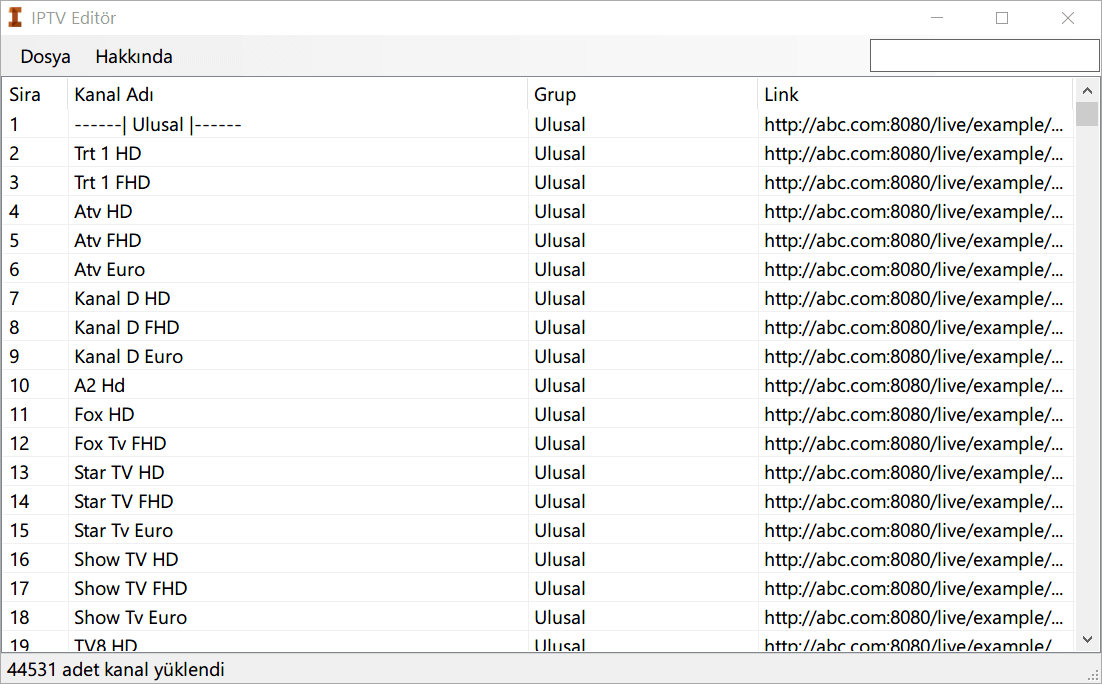 IPTV Editör
Dosya Hakkında
Sira Kanal Adı Grup Link
1 ------| Ulusal |------ Ulusal http://abc.com:8080/live/example/...
2 Trt 1 HD Ulusal http://abc.com:8080/live/example/...
3 Trt 1 FHD Ulusal http://abc.com:8080/live/example/...
4 Atv HD Ulusal http://abc.com:8080/live/example/...
5 Atv FHD Ulusal http://abc.com:8080/live/example/...
6 Atv Euro Ulusal http://abc.com:8080/live/example/...
7 Kanal D HD Ulusal http://abc.com:8080/live/example/...
8 Kanal D FHD Ulusal http://abc.com:8080/live/example/...
9 Kanal D Euro Ulusal http://abc.com:8080/live/example/...
10 A2 Hd Ulusal http://abc.com:8080/live/example/...
11 Fox HD Ulusal http://abc.com:8080/live/example/...
12 Fox Tv FHD Ulusal http://abc.com:8080/live/example/...
13 Star TV HD Ulusal http://abc.com:8080/live/example/...
14 Star TV FHD Ulusal http://abc.com:8080/live/example/...
15 Star Tv Euro Ulusal http://abc.com:8080/live/example/...
16 Show TV HD Ulusal http://abc.com:8080/live/example/...
17 Show TV FHD Ulusal http://abc.com:8080/live/example/...
18 Show Tv Euro Ulusal http://abc.com:8080/live/example/...
19 TV8 HD Ulusal http://abc.com:8080/live/example/...
44531 adet kanal yüklendi